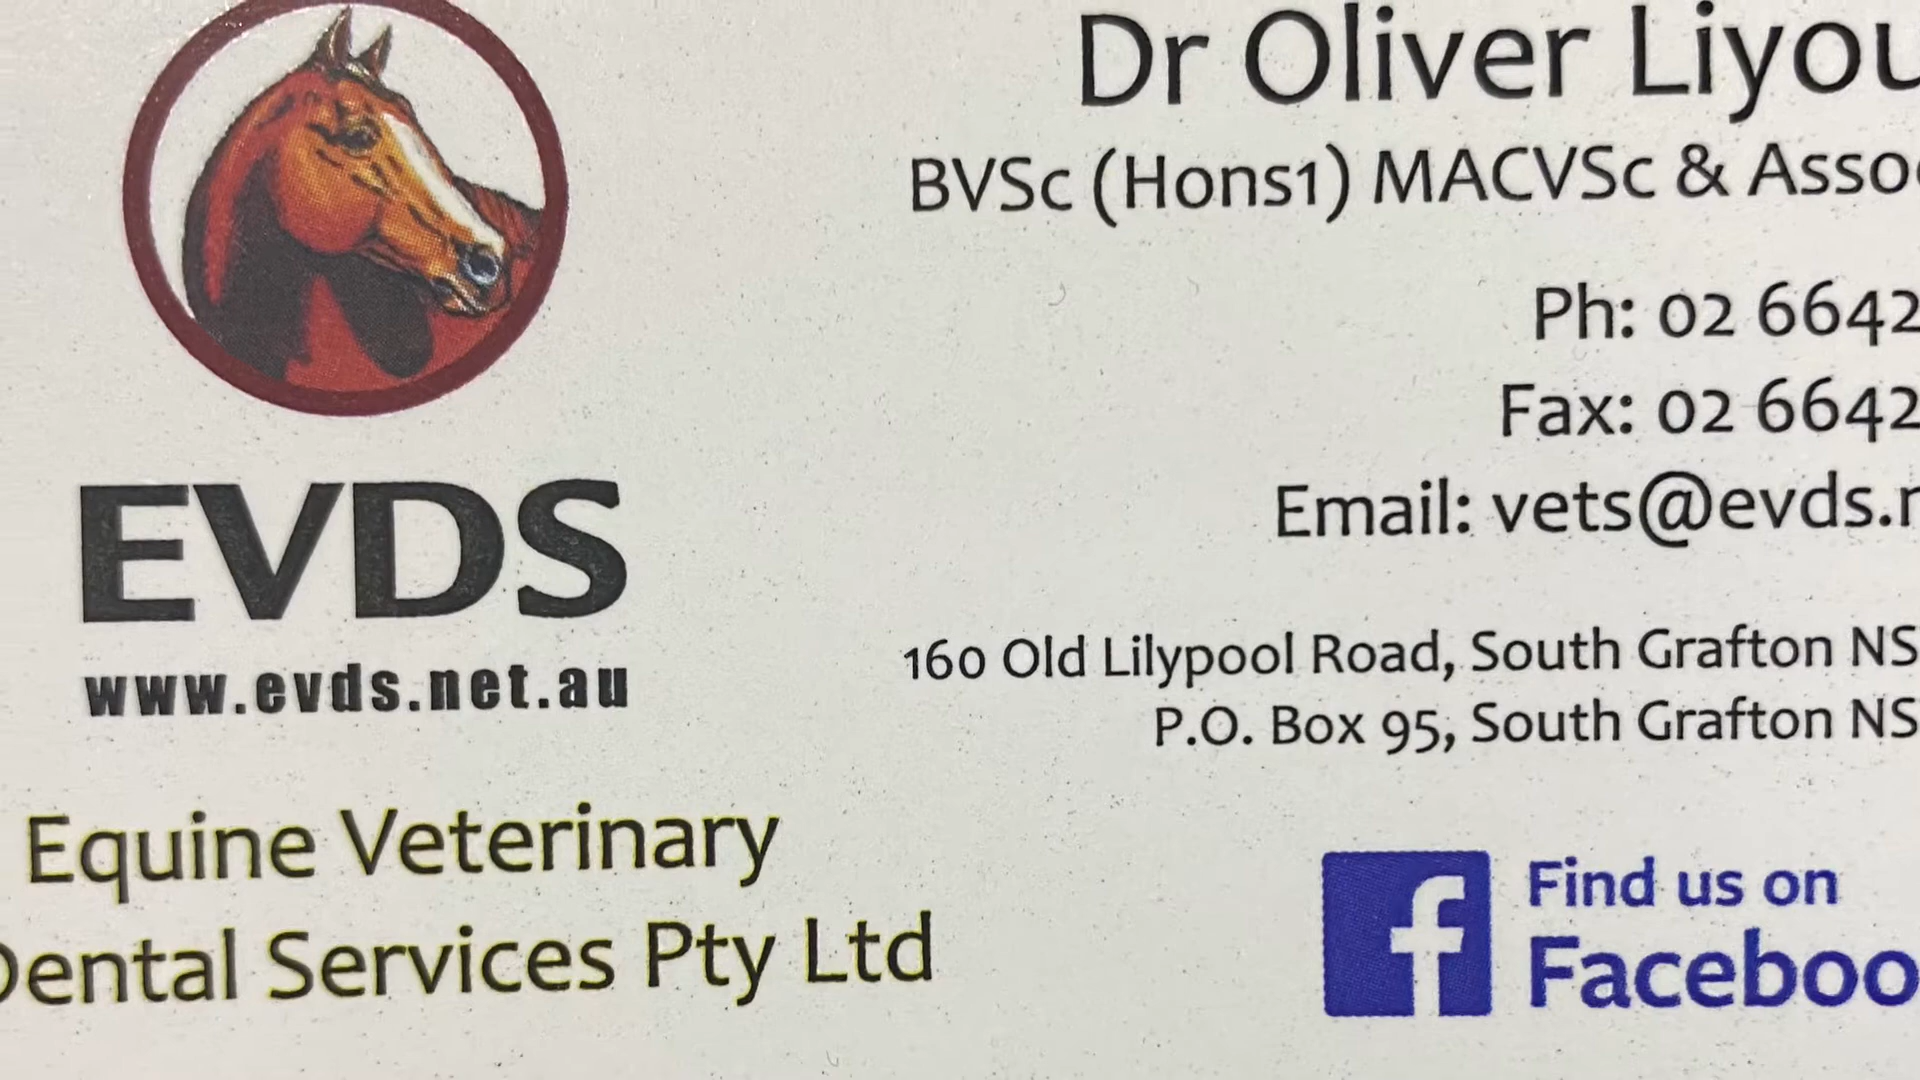 EVDS
www.evds.net.au
Equine Veterinary
Dental Services Pty Ltd
Dr Oliver Liyou
BVSc (Hons1) MACVSc & Asso
Ph: 02 6642
Fax: 02 6642
Email: vets@evds.n
160 Old Lilypool Road, South Grafton NS
P.O. Box 95, South Grafton NS
Find us on
Faceboo